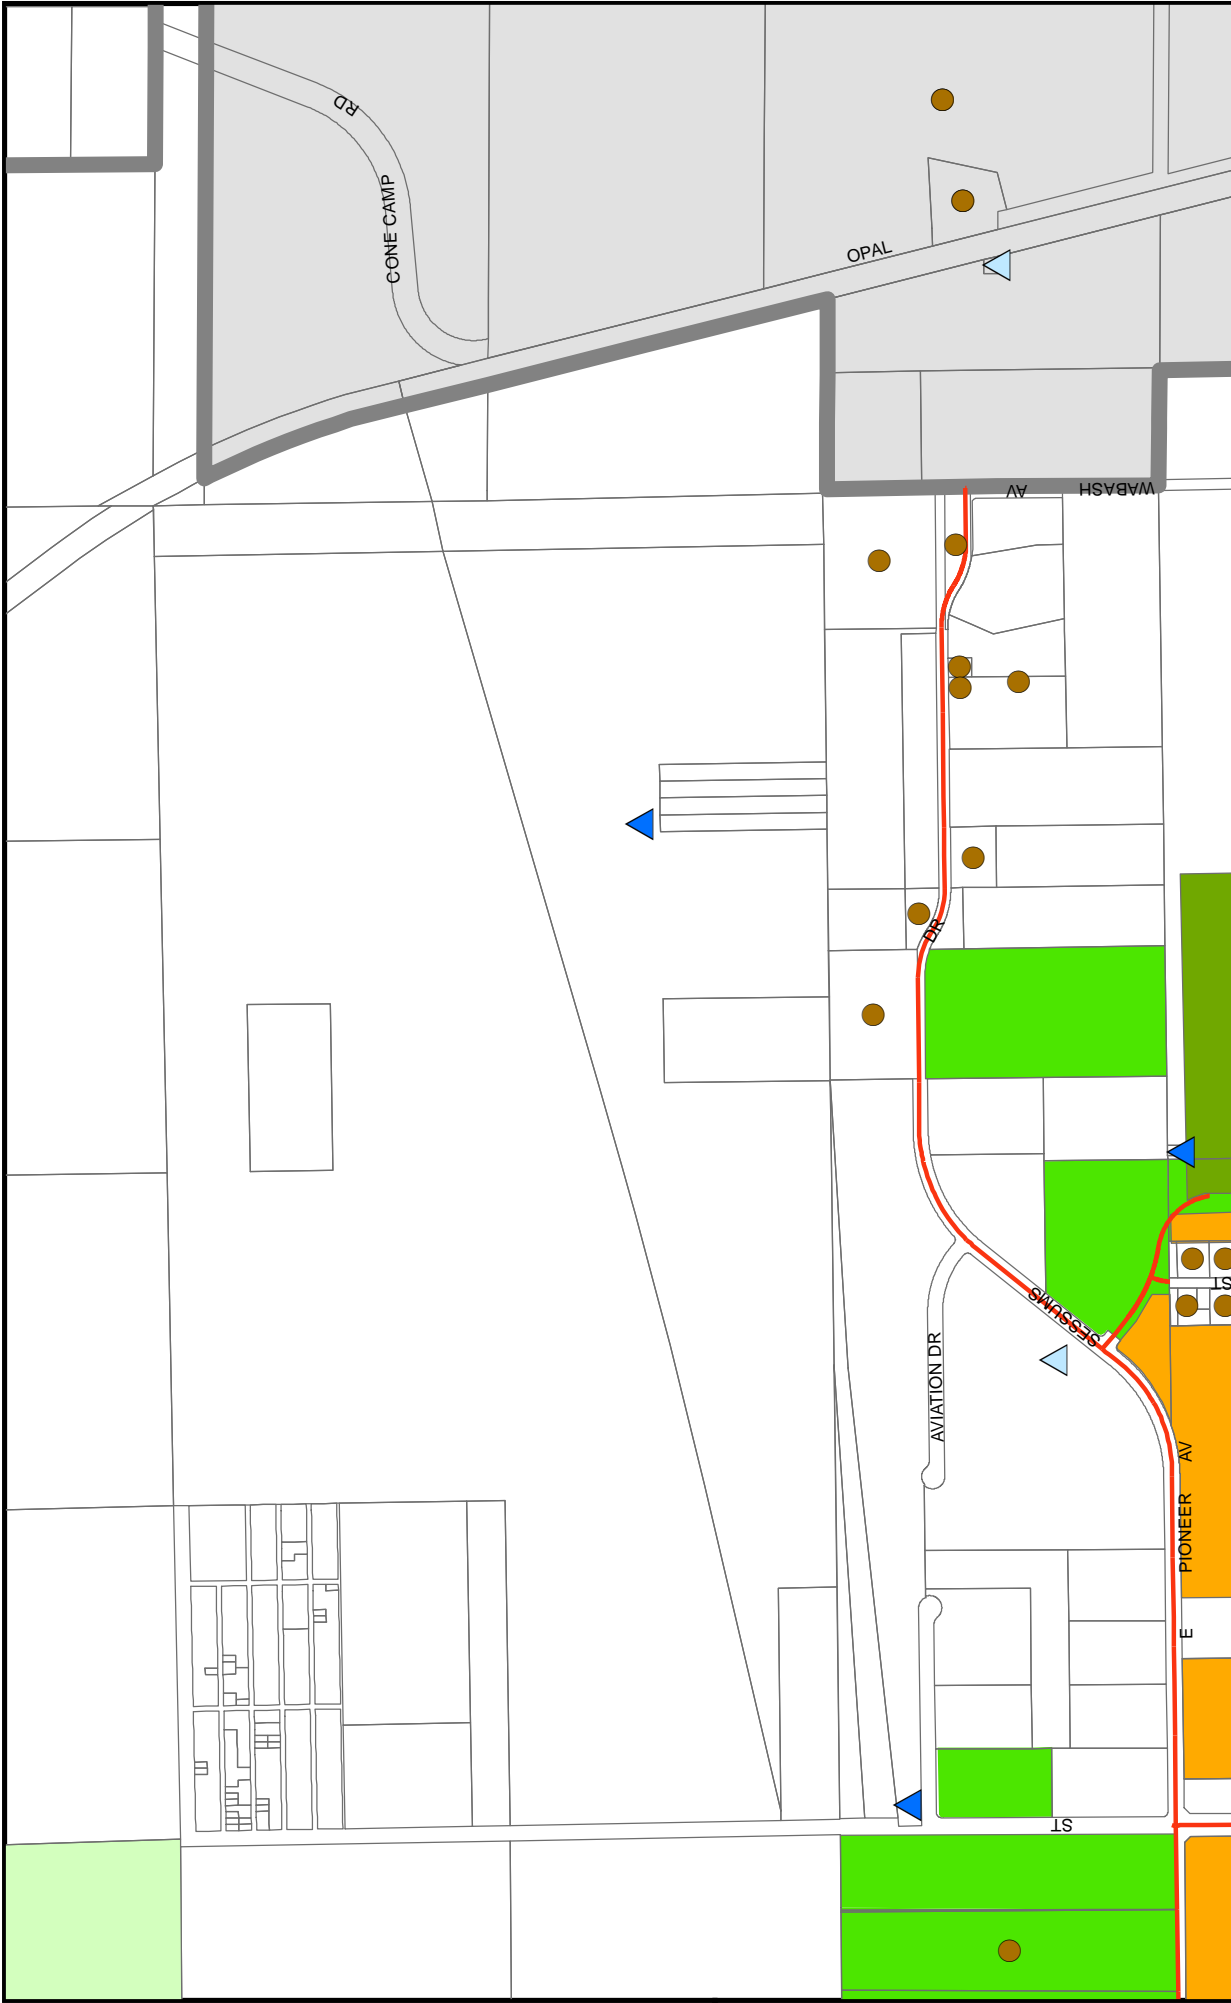 RD
CONE CAMP
OPAL
AV
WABASH
DR
ST
SESSUMS
AVIATION DR
AV
PIONEER
E
ST